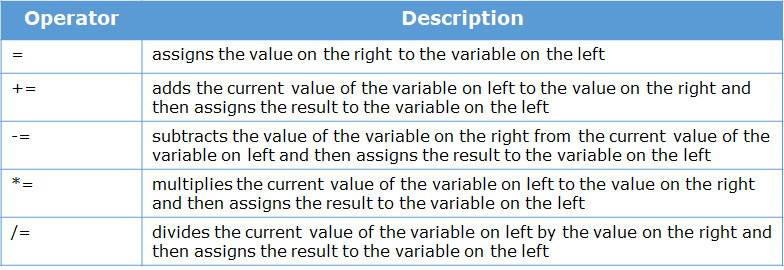 Operator Description
= assigns the value on the right to the variable on the left
+= adds the current value of the variable on left to the value on the right and
then assigns the result to the variable on the left
-= subtracts the value of the variable on the right from the current value of the
variable on left and then assigns the result to the variable on the left
*= multiplies the current value of the variable on left to the value on the right
and then assigns the result to the variable on the left
/= divides the current value of the variable on left by the value on the right and
then assigns the result to the variable on the left